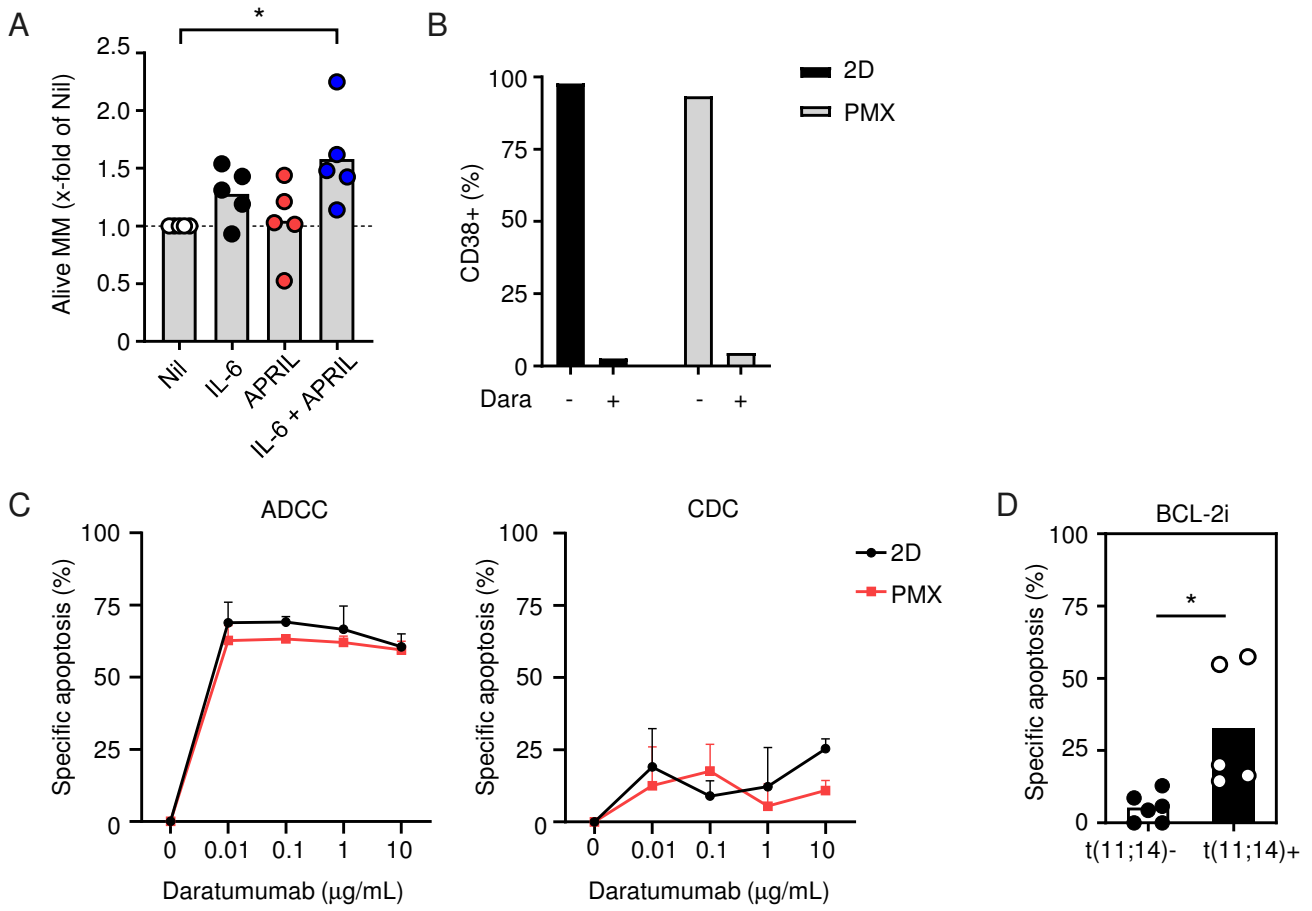 A
*
Alive MM (x-fold of Nil)
2.5
2.0
1.5
1.0
0.5
0
Nil
IL-6
APRIL
IL-6 + APRIL
B
CD38+ (%)
100
75
50
25
0
Dara - + - +
2D
PMX
C
ADCC
Specific apoptosis (%)
100
75
50
25
0
0 0.01 0.1 1 10
Daratumumab (µg/mL)
CDC
Specific apoptosis (%)
100
75
50
25
0
0 0.01 0.1 1 10
Daratumumab (µg/mL)
2D
PMX
D
BCL-2i
Specific apoptosis (%)
100
75
50
25
0
*
t(11;14)- t(11;14)+